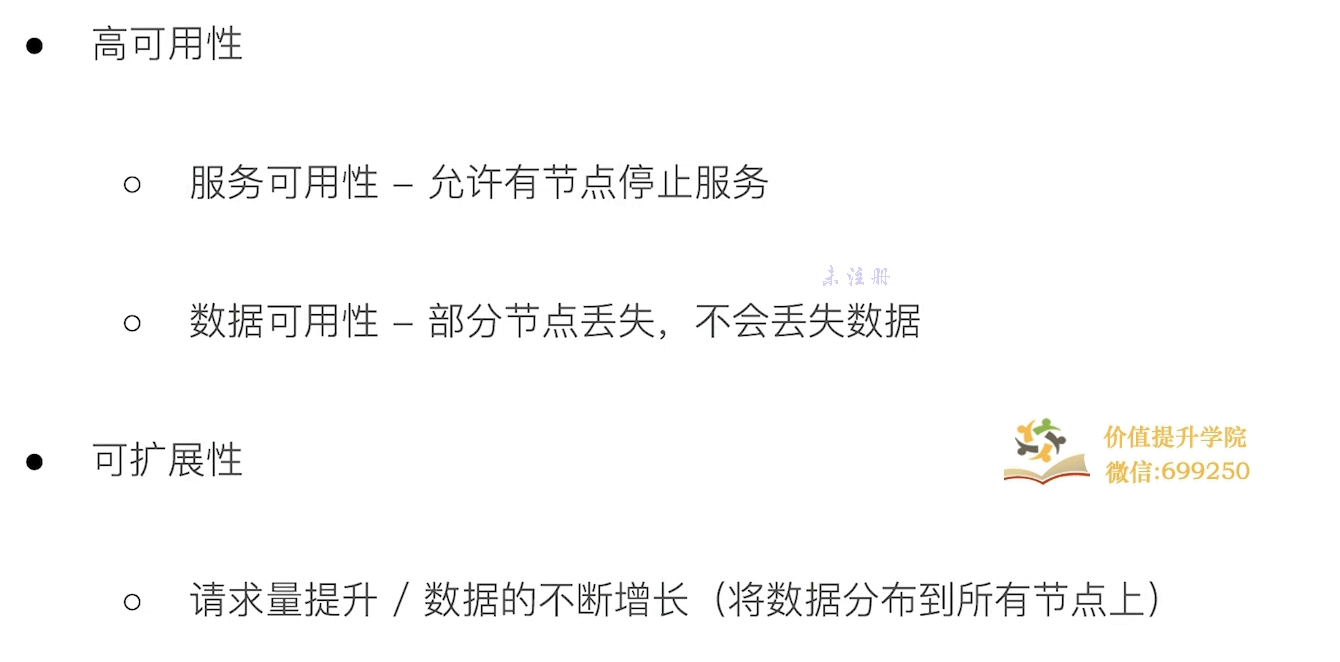 ● 高可用性
○ 服务可用性 – 允许有节点停止服务
未注册
○ 数据可用性 – 部分节点丢失，不会丢失数据
价值提升学院
● 可扩展性
微信:699250
○ 请求量提升 / 数据的不断增长（将数据分布到所有节点上）